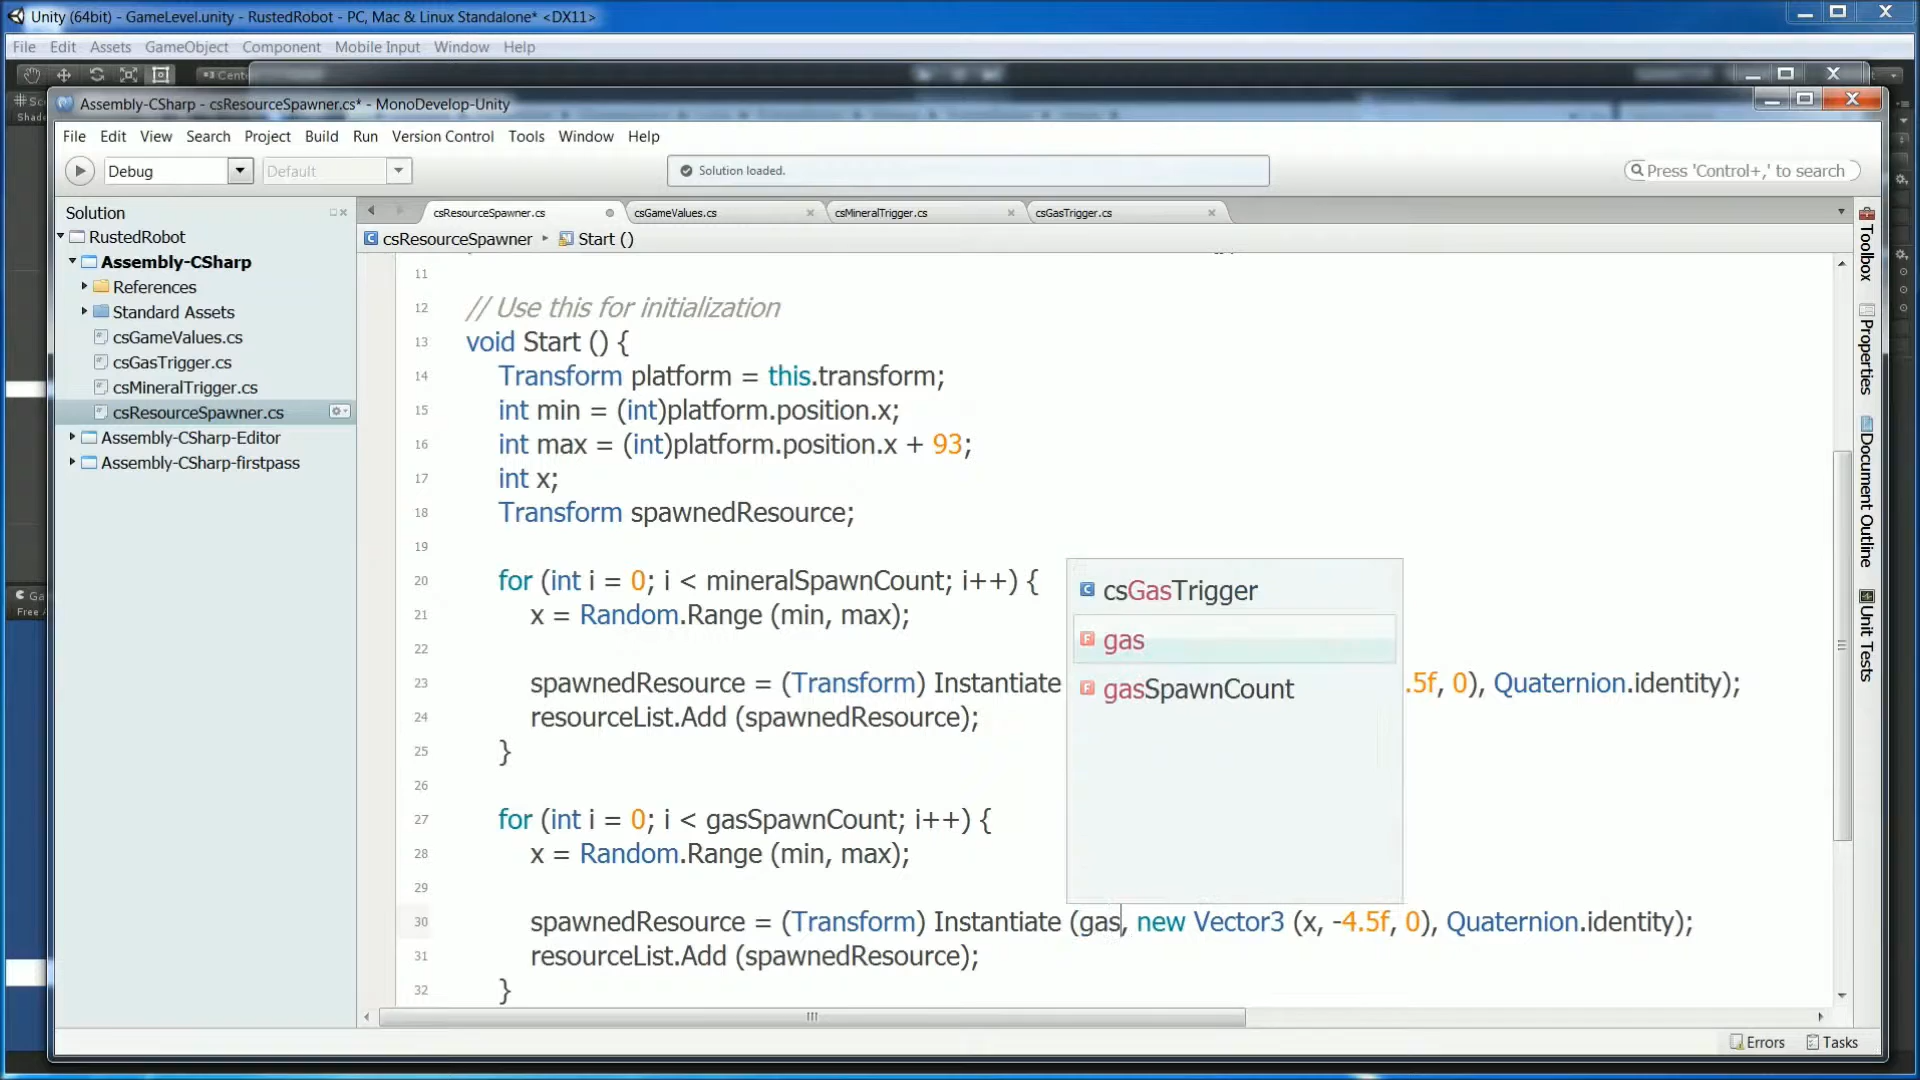 Unity (64bit) - GameLevel.unity - RustedRobot - PC, Mac & Linux Standalone* <DX11>
File Edit Assets GameObject Component Mobile Input Window Help
Assembly-CSharp - csResourceSpawner.cs* - MonoDevelop-Unity
File Edit View Search Project Build Run Version Control Tools Window Help
Debug Default Solution loaded. Press 'Control+,' to search
Solution
RustedRobot
Assembly-CSharp
References
Standard Assets
csGameValues.cs
csGasTrigger.cs
csMineralTrigger.cs
csResourceSpawner.cs
Assembly-CSharp-Editor
Assembly-CSharp-firstpass
csResourceSpawner.cs csGameValues.cs csMineralTrigger.cs csGasTrigger.cs
csResourceSpawner Start ()
11
12 // Use this for initialization
13 void Start () {
14 Transform platform = this.transform;
15 int min = (int)platform.position.x;
16 int max = (int)platform.position.x + 93;
17 int x;
18 Transform spawnedResource;
19
20 for (int i = 0; i < mineralSpawnCount; i++) {
21 x = Random.Range (min, max);
22
23 spawnedResource = (Transform) Instantiate .5f, 0), Quaternion.identity);
24 resourceList.Add (spawnedResource);
25 }
26
27 for (int i = 0; i < gasSpawnCount; i++) {
28 x = Random.Range (min, max);
29
30 spawnedResource = (Transform) Instantiate (gas, new Vector3 (x, -4.5f, 0), Quaternion.identity);
31 resourceList.Add (spawnedResource);
32 }
csGasTrigger
gas
gasSpawnCount
Toolbox
Properties
Document Outline
Unit Tests
Errors Tasks